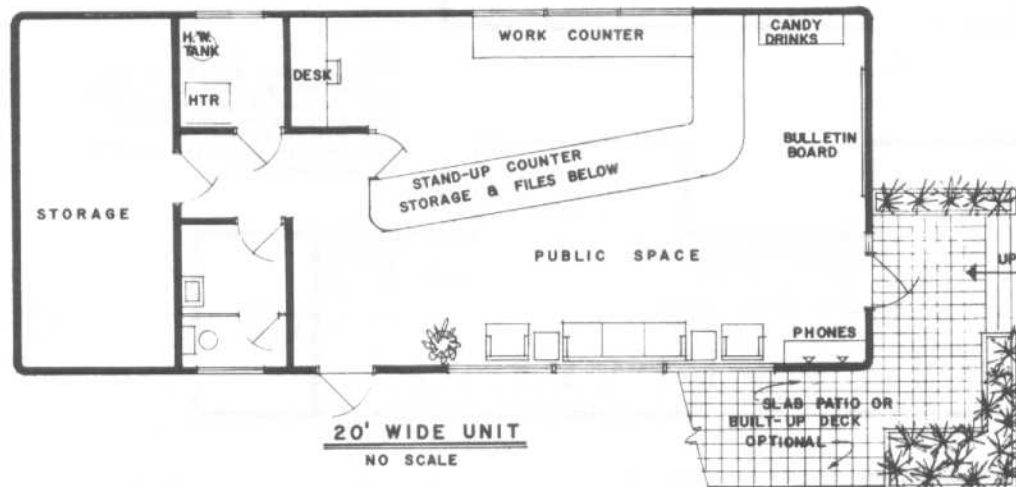 H.W.
TANK
HTR
DESK
WORK COUNTER
CANDY
DRINKS
BULLETIN
BOARD
STAND-UP COUNTER
STORAGE & FILES BELOW
STORAGE
PUBLIC SPACE
UP
PHONES
SLAB PATIO OR
BUILT-UP DECK
OPTIONAL
20' WIDE UNIT
NO SCALE